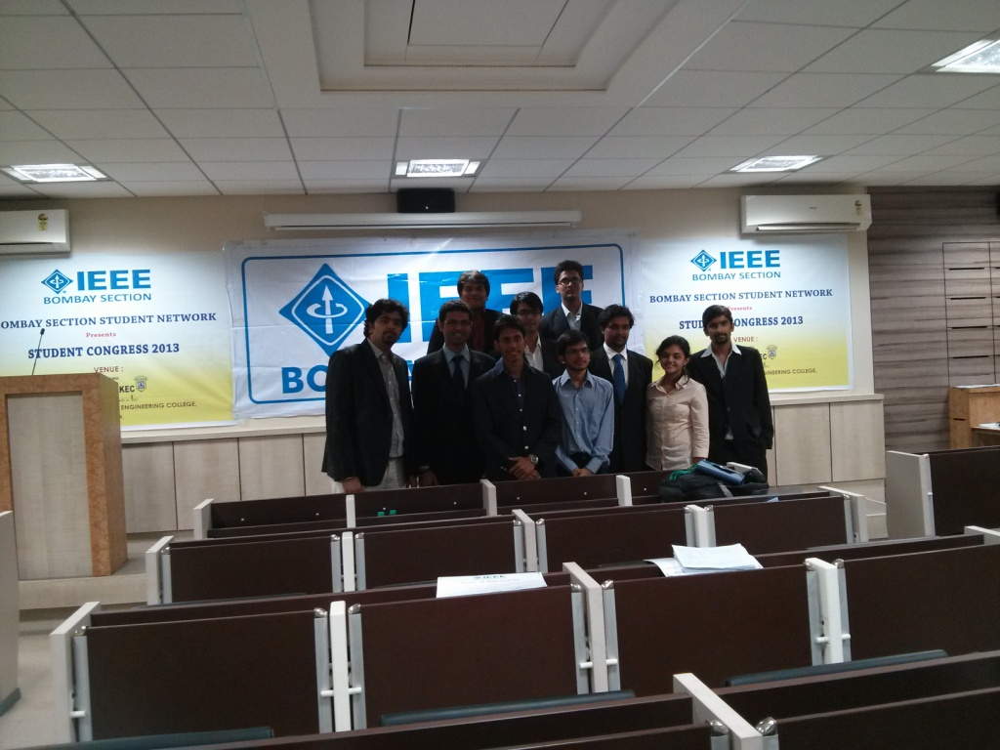 IEEE
BOMBAY SECTION
BOMBAY SECTION STUDENT NETWORK
Presents
STUDENT CONGRESS 2013
VENUE :
KEC
ENGINEERING COLLEGE.
IEEE
BO
IEEE
BOMBAY SECTION
BOMBAY SECTION STUDENT NETWORK
Presents
STUDENT CONGRESS 2013
VENUE :
KEC
ENGINEERING COLLEGE.